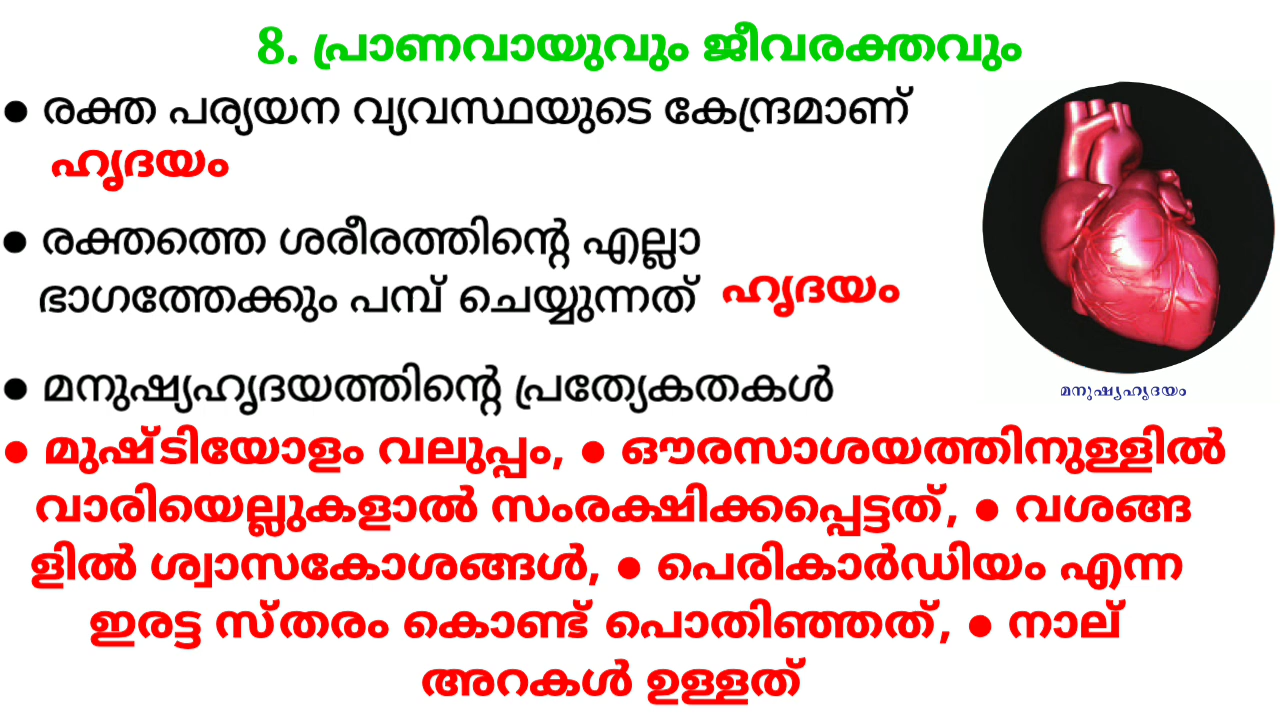 8. പ്രാണവായുവും ജീവരക്തവും
● രക്ത പര്യയന വ്യവസ്ഥയുടെ കേന്ദ്രമാണ്
ഹൃദയം
● രക്തത്തെ ശരീരത്തിന്റെ എല്ലാ
ഭാഗത്തേക്കും പമ്പ് ചെയ്യുന്നത് ഹൃദയം
● മനുഷ്യഹൃദയത്തിന്റെ പ്രത്യേകതകൾ
മനുഷ്യഹൃദയം
● മുഷ്ടിയോളം വലുപ്പം, ● ഔരസാശയത്തിനുള്ളിൽ
വാരിയെല്ലുകളാൽ സംരക്ഷിക്കപ്പെട്ടത്, ● വശങ്ങ
ളിൽ ശ്വാസകോശങ്ങൾ, ● പെരികാർഡിയം എന്ന
ഇരട്ട സ്തരം കൊണ്ട് പൊതിഞ്ഞത്, ● നാല്
അറകൾ ഉള്ളത്